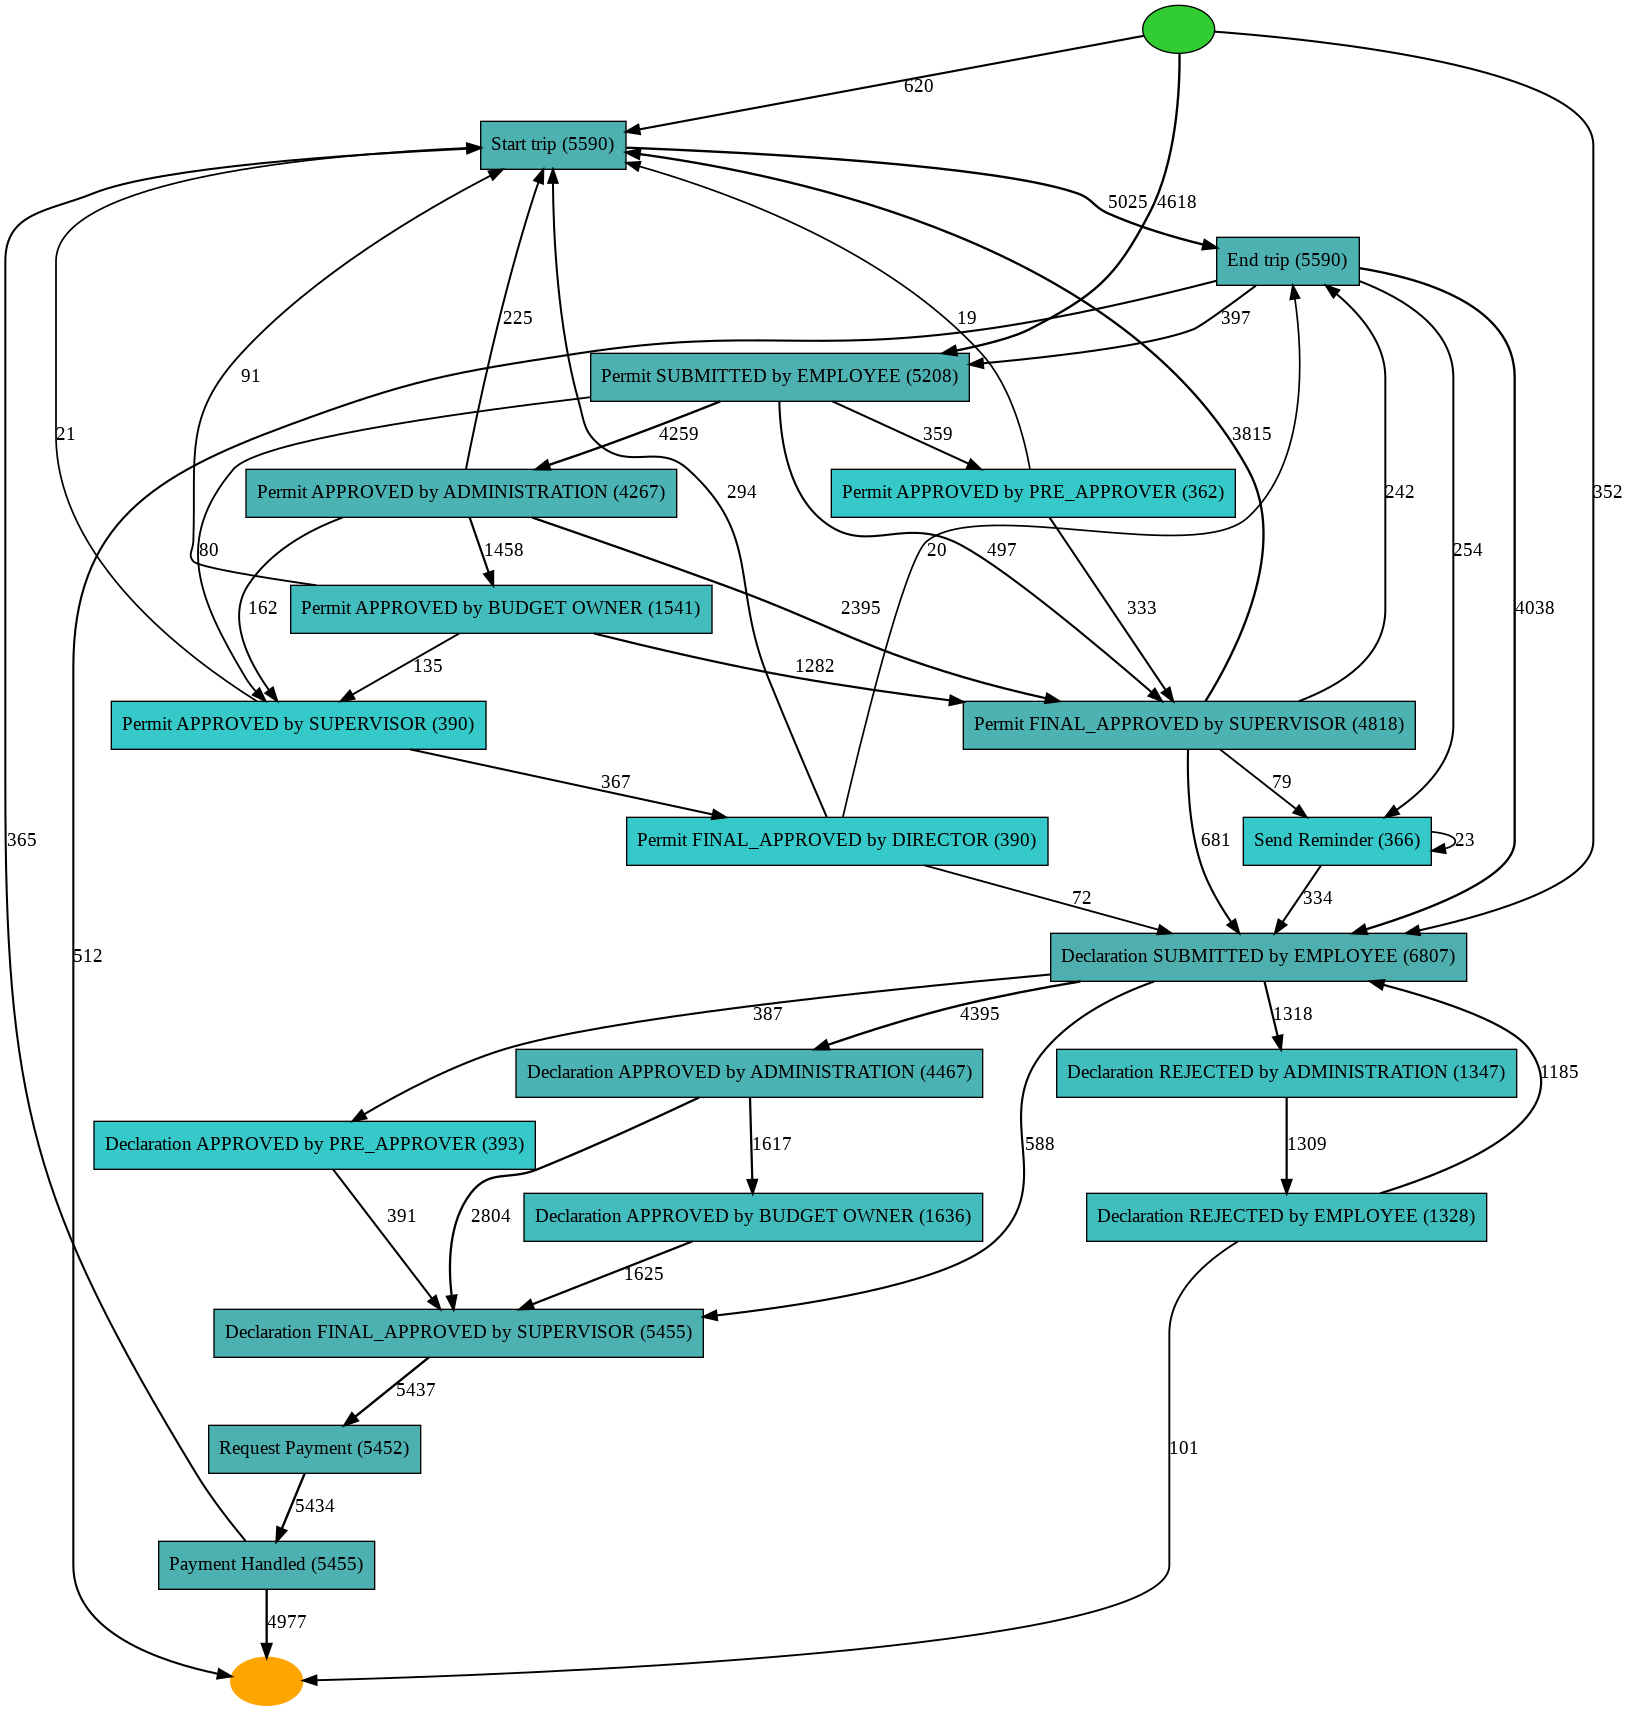 620
Start trip (5590)
5025
4618
End trip (5590)
225
19
397
91
Permit SUBMITTED by EMPLOYEE (5208)
21
4259
359
3815
Permit APPROVED by ADMINISTRATION (4267)
294
Permit APPROVED by PRE_APPROVER (362)
242
352
80
1458
20
497
254
162
Permit APPROVED by BUDGET OWNER (1541)
2395
333
4038
135
1282
Permit APPROVED by SUPERVISOR (390)
Permit FINAL_APPROVED by SUPERVISOR (4818)
367
79
365
Permit FINAL_APPROVED by DIRECTOR (390)
681
Send Reminder (366)
23
72
334
512
Declaration SUBMITTED by EMPLOYEE (6807)
387
4395
1318
Declaration APPROVED by ADMINISTRATION (4467)
Declaration REJECTED by ADMINISTRATION (1347)
1185
Declaration APPROVED by PRE_APPROVER (393)
1617
588
1309
391
2804
Declaration APPROVED by BUDGET OWNER (1636)
Declaration REJECTED by EMPLOYEE (1328)
1625
Declaration FINAL_APPROVED by SUPERVISOR (5455)
5437
Request Payment (5452)
101
5434
Payment Handled (5455)
4977